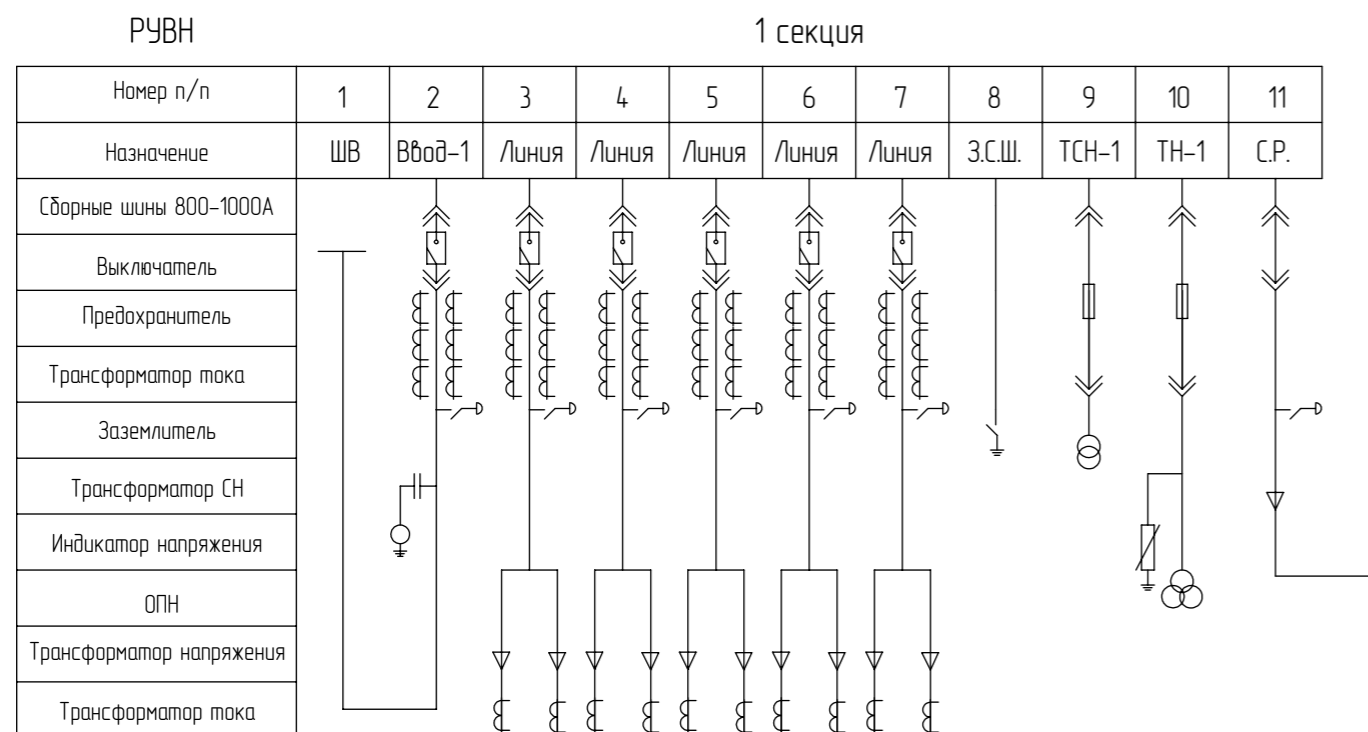 РУВН 1 секция
Номер п/п 1 2 3 4 5 6 7 8 9 10 11
Назначение ШВ Ввод-1 Линия Линия Линия Линия Линия З.С.Ш. ТСН-1 ТН-1 С.Р.
Сборные шины 800-1000А
Выключатель
Предохранитель
Трансформатор тока
Заземлитель
Трансформатор СН
Индикатор напряжения
ОПН
Трансформатор напряжения
Трансформатор тока